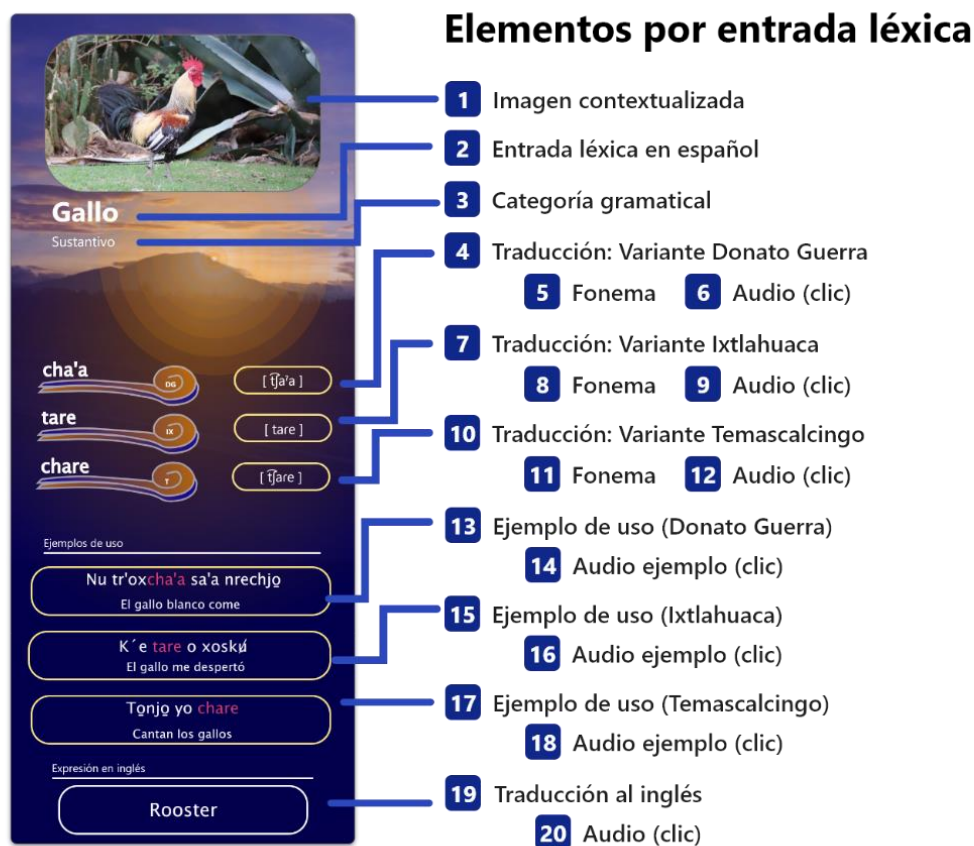 Elementos por entrada léxica
1 Imagen contextualizada
2 Entrada léxica en español
3 Categoría gramatical
4 Traducción: Variante Donato Guerra
5 Fonema 6 Audio (clic)
7 Traducción: Variante Ixtlahuaca
8 Fonema 9 Audio (clic)
10 Traducción: Variante Temascalcingo
11 Fonema 12 Audio (clic)
13 Ejemplo de uso (Donato Guerra)
14 Audio ejemplo (clic)
15 Ejemplo de uso (Ixtlahuaca)
16 Audio ejemplo (clic)
17 Ejemplo de uso (Temascalcingo)
18 Audio ejemplo (clic)
19 Traducción al inglés
20 Audio (clic)
Gallo
Sustantivo
cha'a DG [ t͡ʃaˀa ]
tare IX [ tare ]
chare T [ t͡ʃare ]
Ejemplos de uso
Nu tr'oxcha'a sa'a nrechjo̱
El gallo blanco come
K´e tare o xoskʉ́
El gallo me despertó
To̱njo̱ yo chare
Cantan los gallos
Expresión en inglés
Rooster